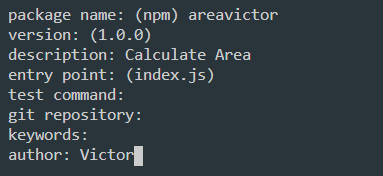 package name: (npm) areavictor
version: (1.0.0)
description: Calculate Area
entry point: (index.js)
test command:
git repository:
keywords:
author: Victor